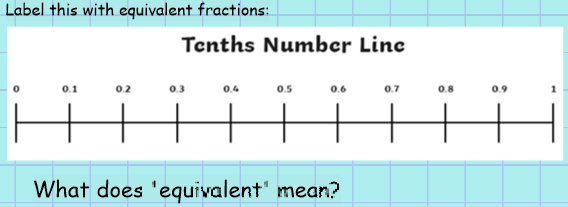 Label this with equivalent fractions:
Tenths Number Line
0 0.1 0.2 0.3 0.4 0.5 0.6 0.7 0.8 0.9 1
What does "equivalent" mean?